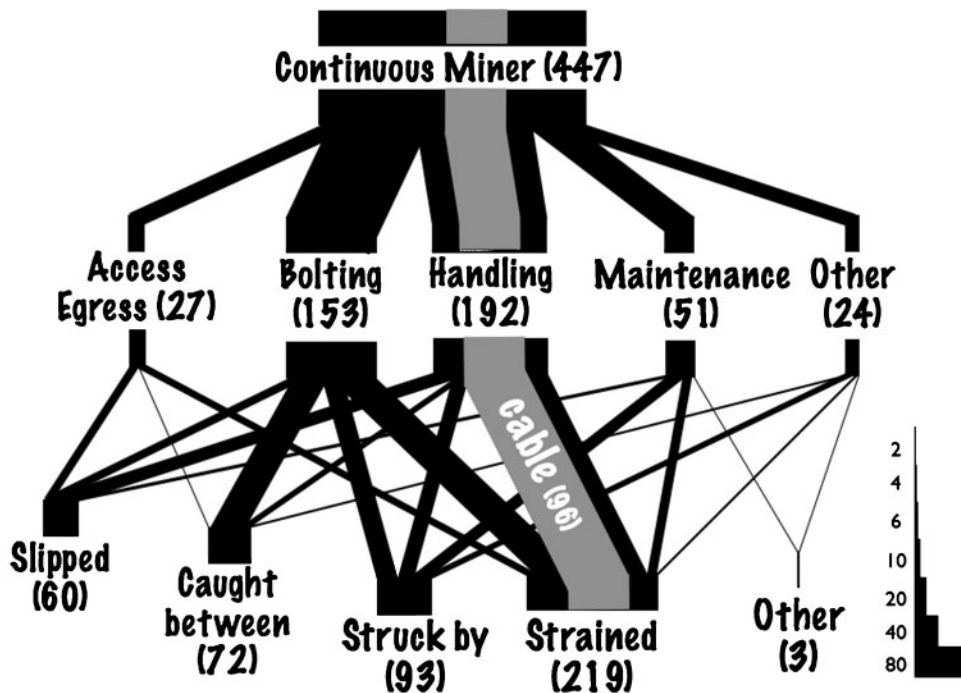 Continuous Miner (447)
Access
Egress (27)
Bolting
(153)
Handling
(192)
Maintenance
(51)
Other
(24)
Cable (96)
Slipped
(60)
Caught
between
(72)
Struck by
(93)
Strained
(219)
Other
(3)
2
4
6
10
20
40
80